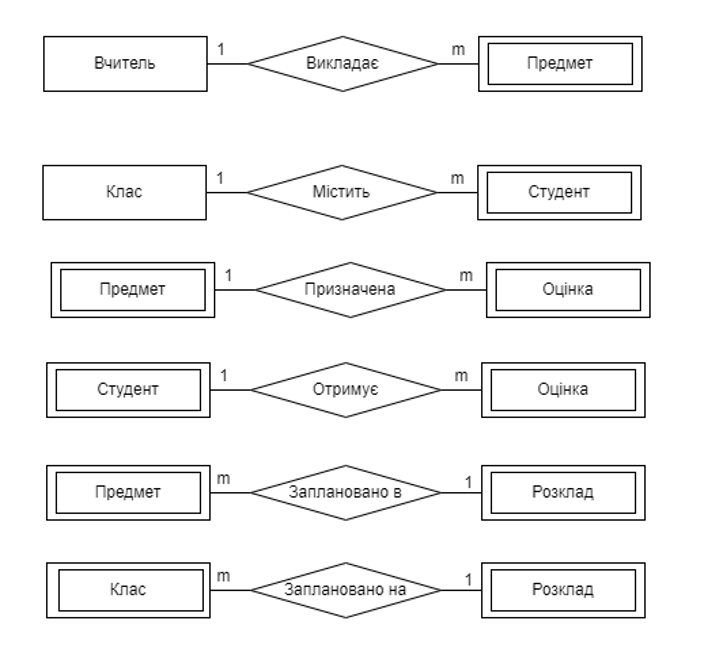 Вчитель 1 Викладає m Предмет
Клас 1 Містить m Студент
Предмет 1 Призначена m Оцінка
Студент 1 Отримує m Оцінка
Предмет m Заплановано в 1 Розклад
Клас m Заплановано на 1 Розклад